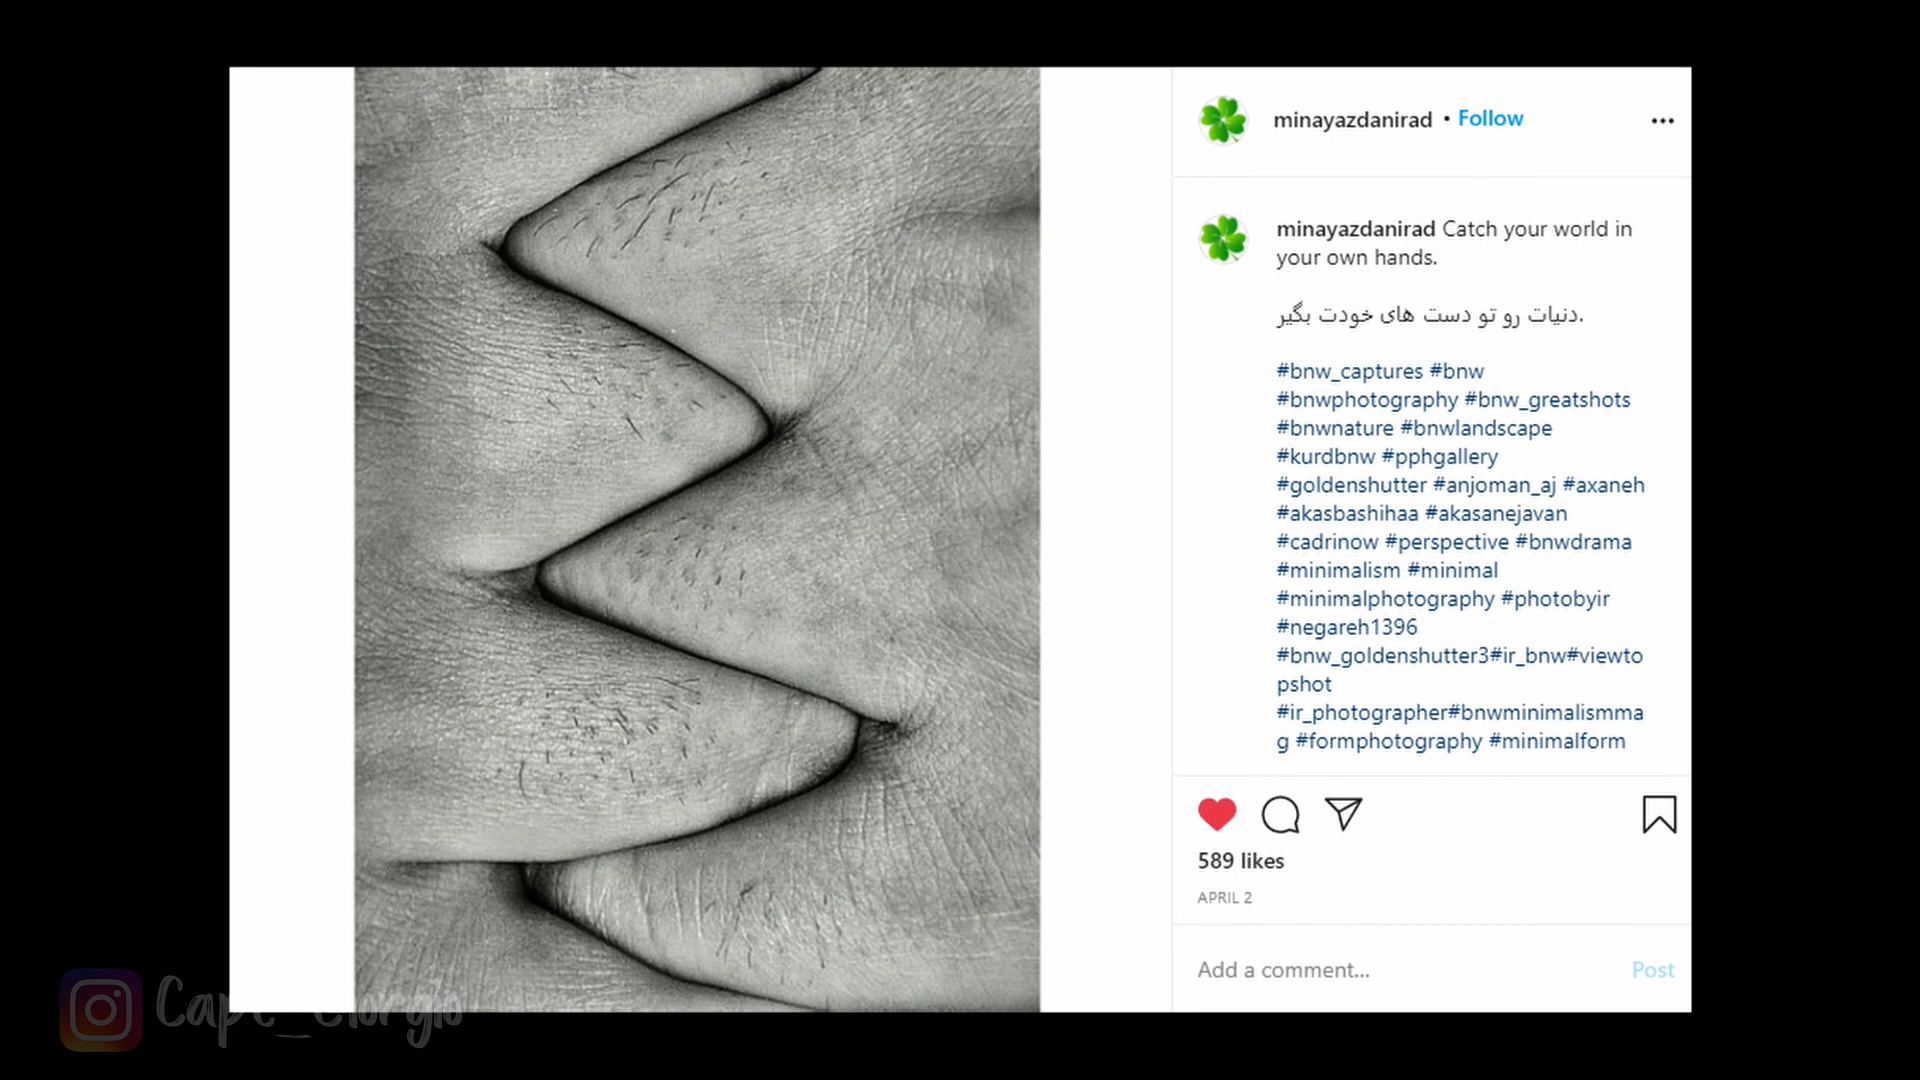 minayazdanirad • Follow
minayazdanirad Catch your world in
your own hands.
دنیات رو تو دست های خودت بگیر.
#bnw_captures #bnw
#bnwphotography #bnw_greatshots
#bnwnature #bnwlandscape
#kurdbnw #pphgallery
#goldenshutter #anjoman_aj #axaneh
#akasbashihaa #akasanejavan
#cadrinow #perspective #bnwdrama
#minimalism #minimal
#minimalphotography #photobyir
#negareh1396
#bnw_goldenshutter3#ir_bnw#viewto
pshot
#ir_photographer#bnwminimalismma
g #formphotography #minimalform
589 likes
APRIL 2
Add a comment... Post